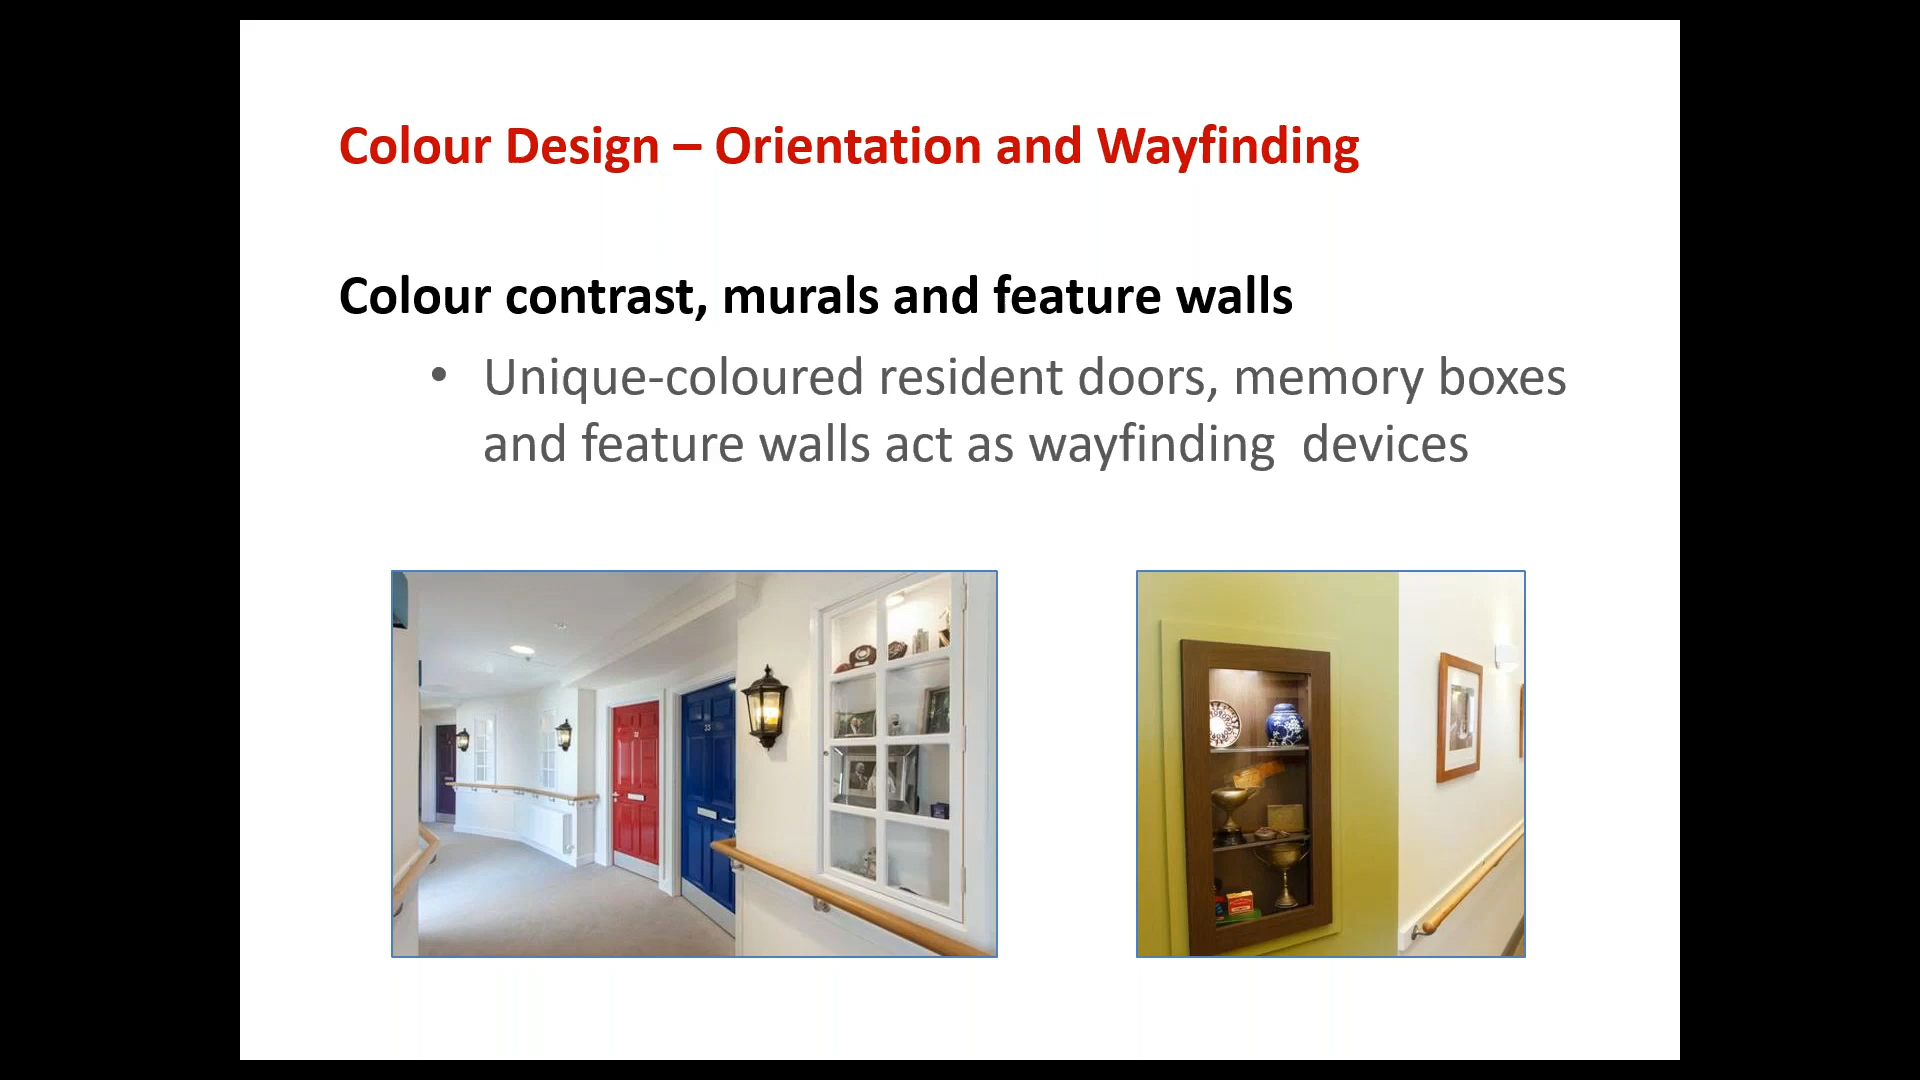 Colour Design – Orientation and Wayfinding
Colour contrast, murals and feature walls
• Unique-coloured resident doors, memory boxes
and feature walls act as wayfinding  devices
33